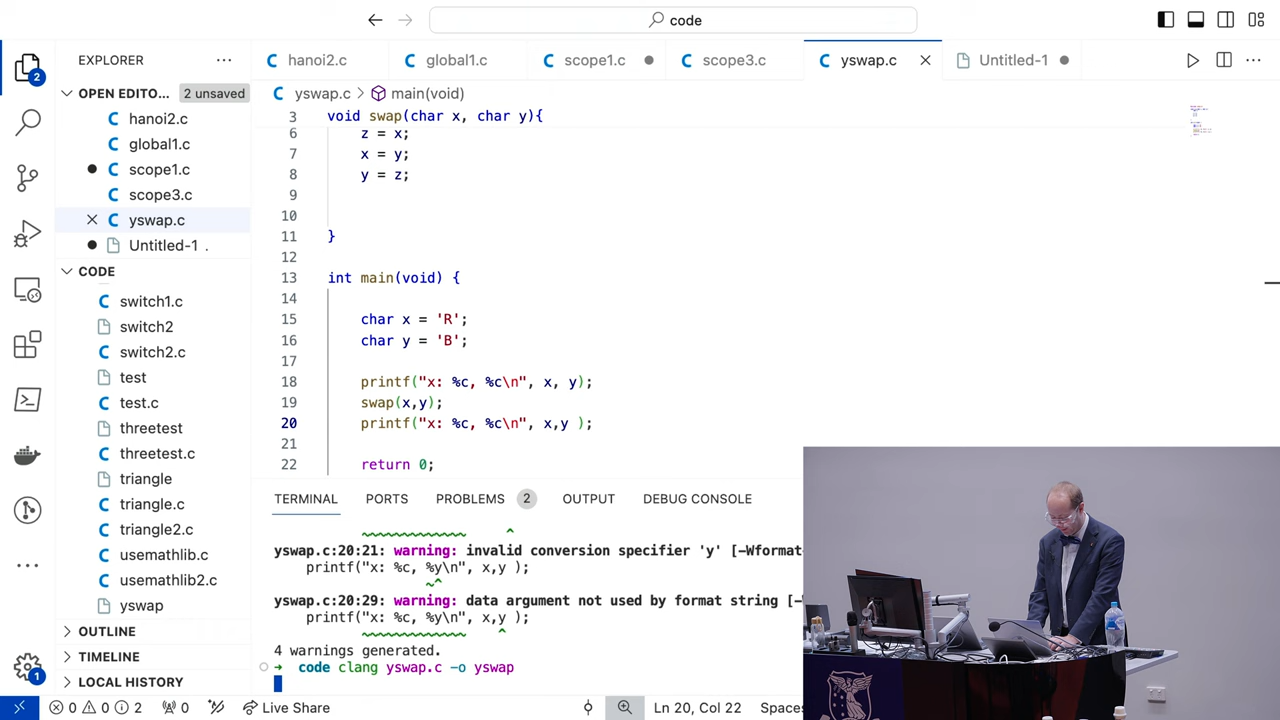 code
hanoi2.c
global1.c
scope1.c
scope3.c
yswap.c
Untitled-1
EXPLORER
OPEN EDITO...
2 unsaved
hanoi2.c
global1.c
scope1.c
scope3.c
yswap.c
Untitled-1 .
CODE
switch1.c
switch2
switch2.c
test
test.c
threetest
threetest.c
triangle
triangle.c
triangle2.c
usemathlib.c
usemathlib2.c
yswap
OUTLINE
TIMELINE
LOCAL HISTORY
2
1
yswap.c > main(void)
3 void swap(char x, char y){
6 z = x;
7 x = y;
8 y = z;
9
10
11 }
12
13 int main(void) {
14
15 char x = 'R';
16 char y = 'B';
17
18 printf("x: %c, %c\n", x, y);
19 swap(x,y);
20 printf("x: %c, %c\n", x,y );
21
22 return 0;
TERMINAL PORTS PROBLEMS 2 OUTPUT DEBUG CONSOLE
~~~~~~~~~~~~~~~ ^
yswap.c:20:21: warning: invalid conversion specifier 'y' [-Wformat-
printf("x: %c, %y\n", x,y );
~^
yswap.c:20:29: warning: data argument not used by format string [-
printf("x: %c, %y\n", x,y );
~~~~~~~~~~~~~~~ ^
4 warnings generated.
➜ code clang yswap.c -o yswap
0 0 2 0 Live Share Ln 20, Col 22 Spaces